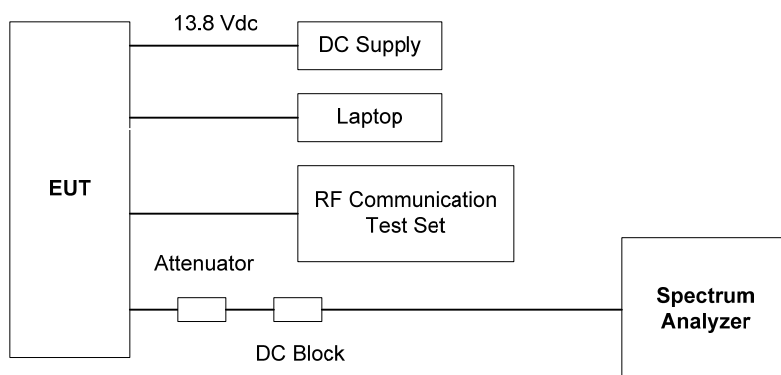 13.8 Vdc
DC Supply
Laptop
EUT
RF Communication
Test Set
Attenuator
DC Block
Spectrum
Analyzer